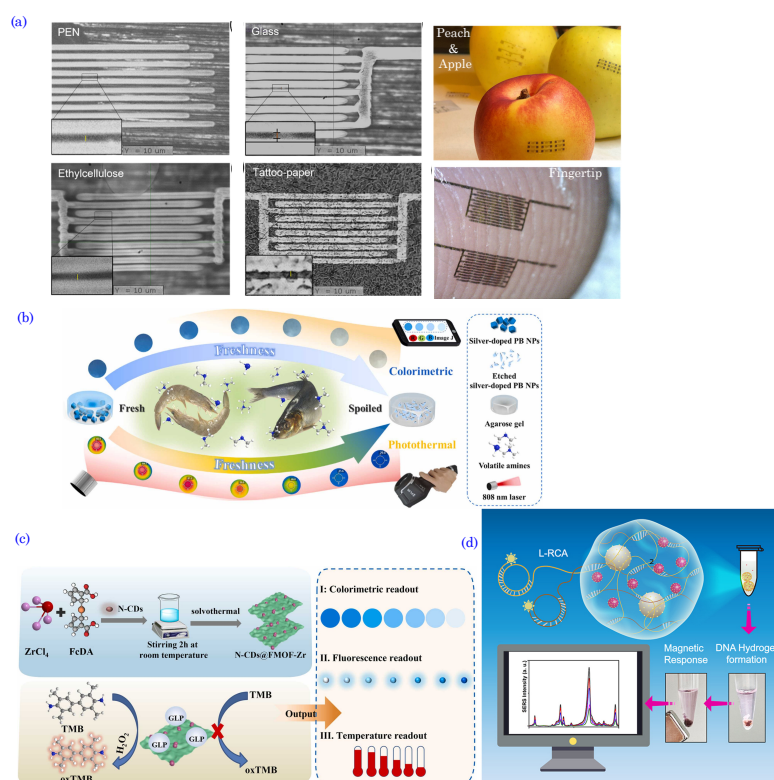 (a)
PEN
Y = 10 um
Glass
Y = 10 um
Peach
&
Apple
Ethylcellulose
Y = 10 um
Tattoo-paper
Y = 10 um
Fingertip
(b)
Freshness
Fresh
Spoiled
Freshness
Image J
Colorimetric
Photothermal
Silver-doped PB NPs
Etched
silver-doped PB NPs
Agarose gel
Volatile amines
808 nm laser
(c)
ZrCl4
+
FcDA
N-CDs
Stirring 2h at
room temperature
solvothermal
N-CDs@FMOF-Zr
TMB
oxTMB
H2O2
GLP
GLP
GLP
TMB
oxTMB
Output
I: Colorimetric readout
II. Fluorescence readout
III. Temperature readout
(d)
L-RCA
2
Magnetic
Response
DNA Hydrogel
formation
SERS Intensity (a. u.)